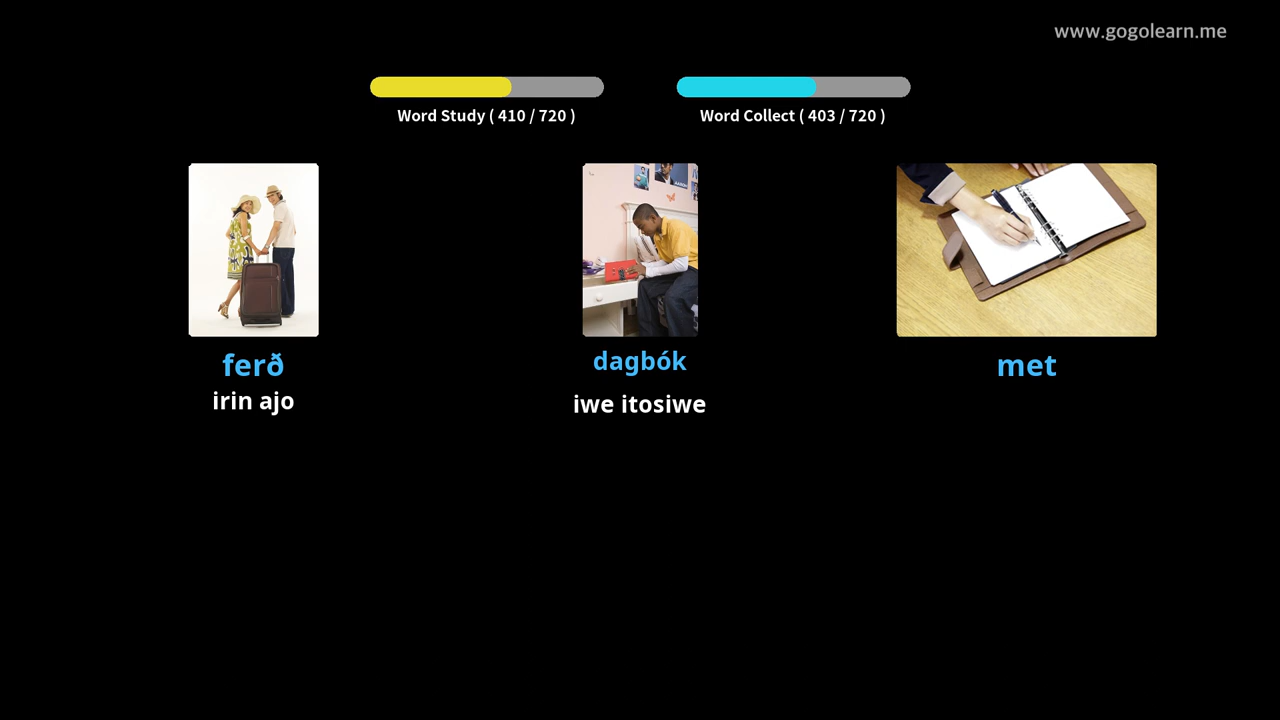 www.gogolearn.me
Word Study ( 410 / 720 )
Word Collect ( 403 / 720 )
ferð
dagbók
met
irin ajo
iwe itosiwe